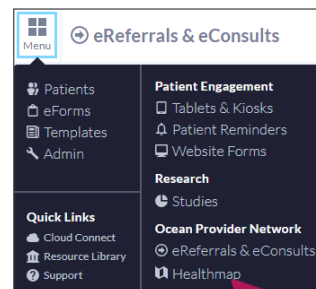 Menu
eReferrals & eConsults
Patients
eForms
Templates
Admin
Quick Links
Cloud Connect
Resource Library
Support
Patient Engagement
Tablets & Kiosks
Patient Reminders
Website Forms
Research
Studies
Ocean Provider Network
eReferrals & eConsults
Healthmap